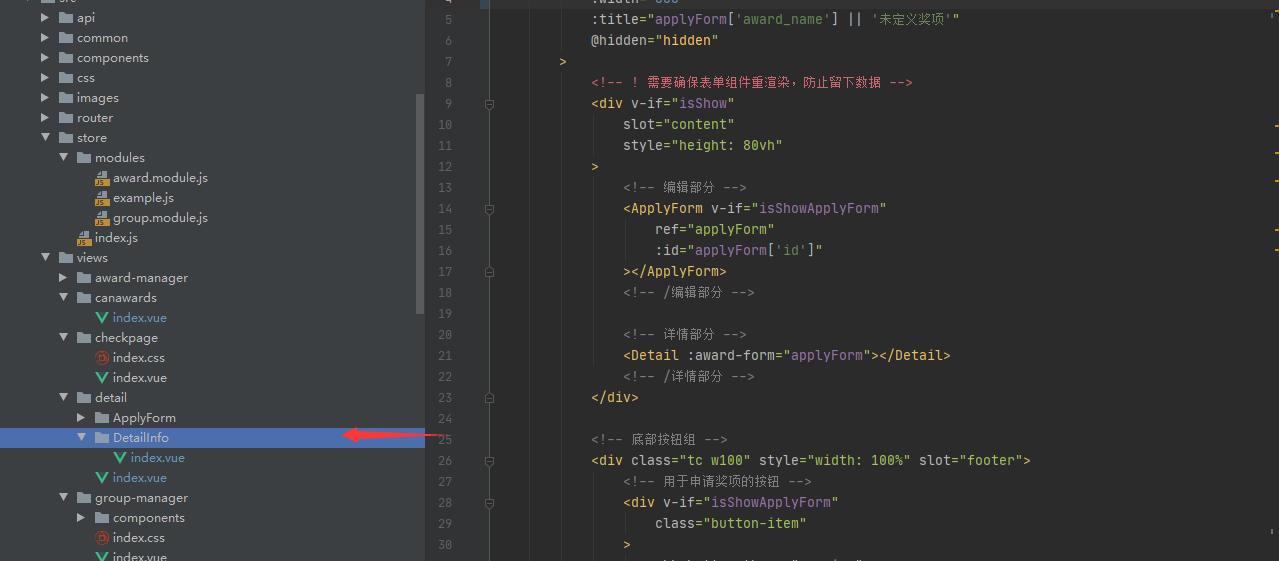 api
common
components
css
images
router
store
modules
award.module.js
example.js
group.module.js
index.js
views
award-manager
canawards
index.vue
checkpage
index.css
index.vue
detail
ApplyForm
DetailInfo
index.vue
index.vue
group-manager
components
index.css
index.vue
5 :title="applyForm['award_name'] || '未定义奖项'"
6 @hidden="hidden"
7 >
8 <!-- ! 需要确保表单组件重渲染，防止留下数据 -->
9 <div v-if="isShow"
10 slot="content"
11 style="height: 80vh"
12 >
13 <!-- 编辑部分 -->
14 <ApplyForm v-if="isShowApplyForm"
15 ref="applyForm"
16 :id="applyForm['id']"
17 ></ApplyForm>
18 <!-- /编辑部分 -->
19
20 <!-- 详情部分 -->
21 <Detail :award-form="applyForm"></Detail>
22 <!-- /详情部分 -->
23 </div>
24
25 <!-- 底部按钮组 -->
26 <div class="tc w100" style="width: 100%" slot="footer">
27 <!-- 用于申请奖项的按钮 -->
28 <div v-if="isShowApplyForm"
29 class="button-item"
30 >